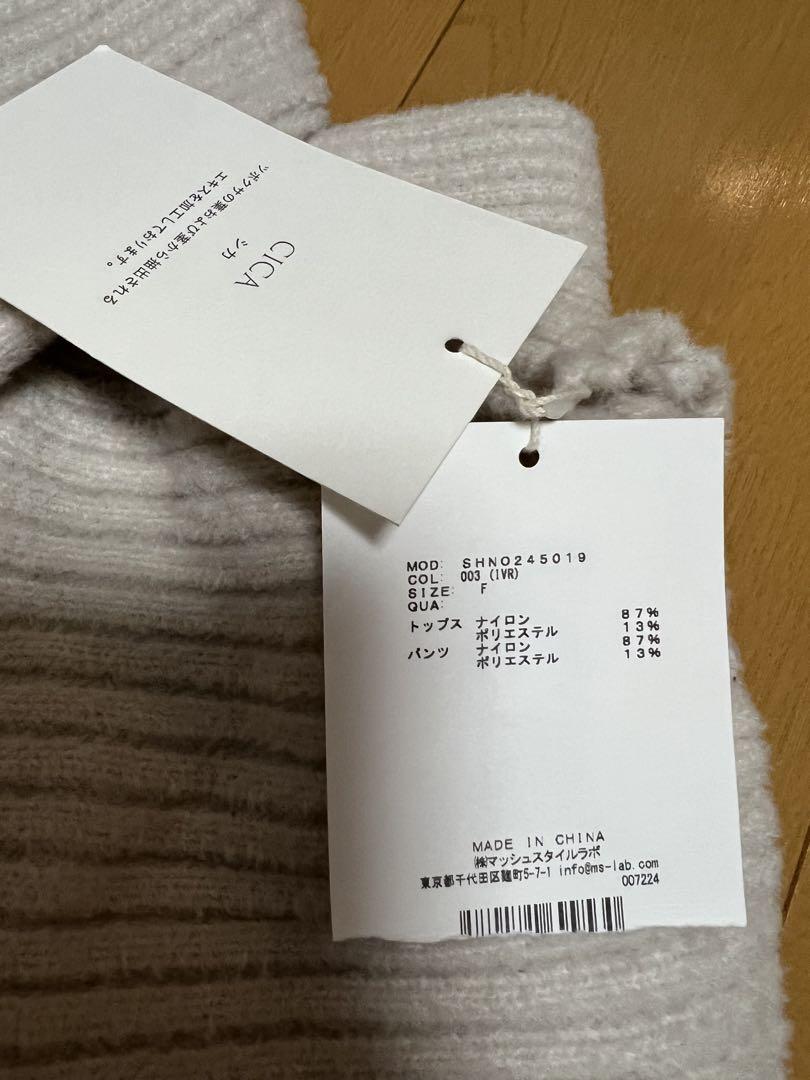 CICA
シカ
ツボクサの葉および茎から抽出される
エキスを加工しております。
MOD: SHNO245019
COL: 003 (IVR)
SIZE: F
QUA:
トップス ナイロン 87%
ポリエステル 13%
パンツ ナイロン 87%
ポリエステル 13%
MADE IN CHINA
㈱マッシュスタイルラボ
東京都千代田区麹町5-7-1 info@ms-lab.com
007224